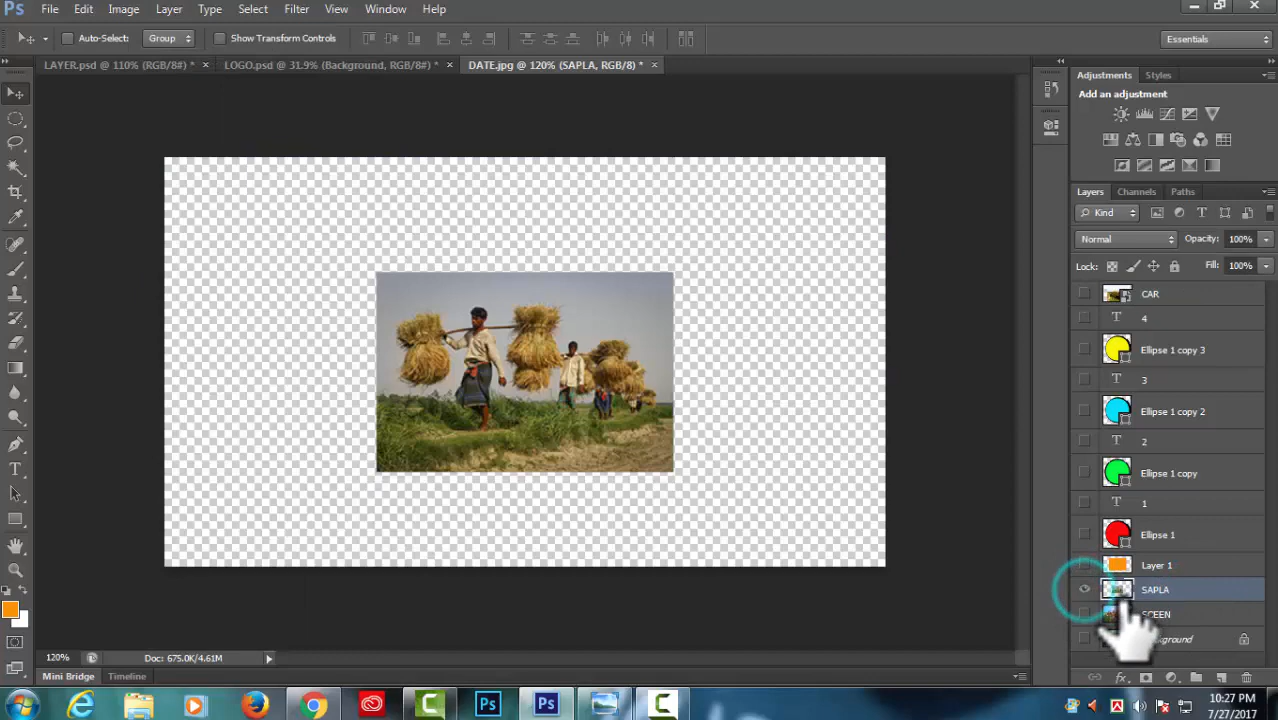 Ps File Edit Image Layer Type Select Filter View Window Help
Auto-Select: Group Show Transform Controls Essentials
LAYER.psd @ 110% (RGB/8#) * × LOGO.psd @ 31.9% (Background, RGB/8#) * × DATE.jpg @ 120% (SAPLA, RGB/8) * ×
Adjustments Styles
Add an adjustment
Layers Channels Paths
Kind
Normal Opacity: 100%
Lock: Fill: 100%
CAR
T 4
Ellipse 1 copy 3
T 3
Ellipse 1 copy 2
T 2
Ellipse 1 copy
T 1
Ellipse 1
Layer 1
SAPLA
SCEEN
120% Doc: 675.0K/4.61M
Mini Bridge Timeline
fx
Ps Ps
10:27 PM
7/27/2017